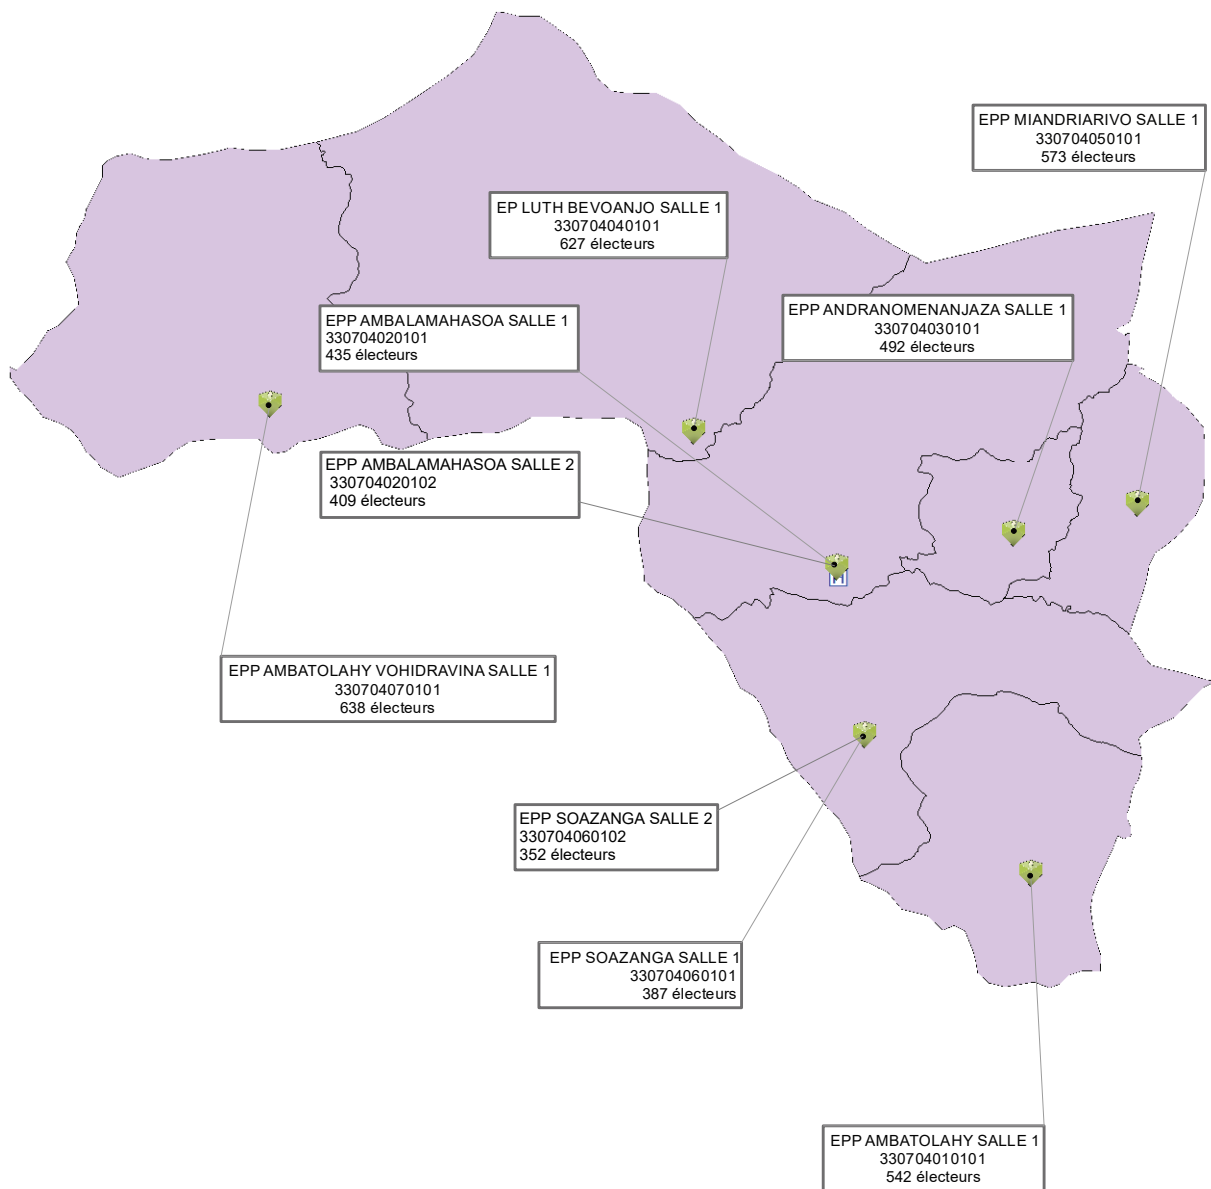 EPP MIANDRIARIVO SALLE 1
330704050101
573 électeurs
EP LUTH BEVOANJO SALLE 1
330704040101
627 électeurs
EPP ANDRANOMENANJAZA SALLE 1
330704030101
492 électeurs
EPP AMBALAMAHASOA SALLE 1
330704020101
435 électeurs
EPP AMBALAMAHASOA SALLE 2
330704020102
409 électeurs
H
EPP AMBATOLAHY VOHIDRAVINA SALLE 1
330704070101
638 électeurs
EPP SOAZANGA SALLE 2
330704060102
352 électeurs
EPP SOAZANGA SALLE 1
330704060101
387 électeurs
EPP AMBATOLAHY SALLE 1
330704010101
542 électeurs